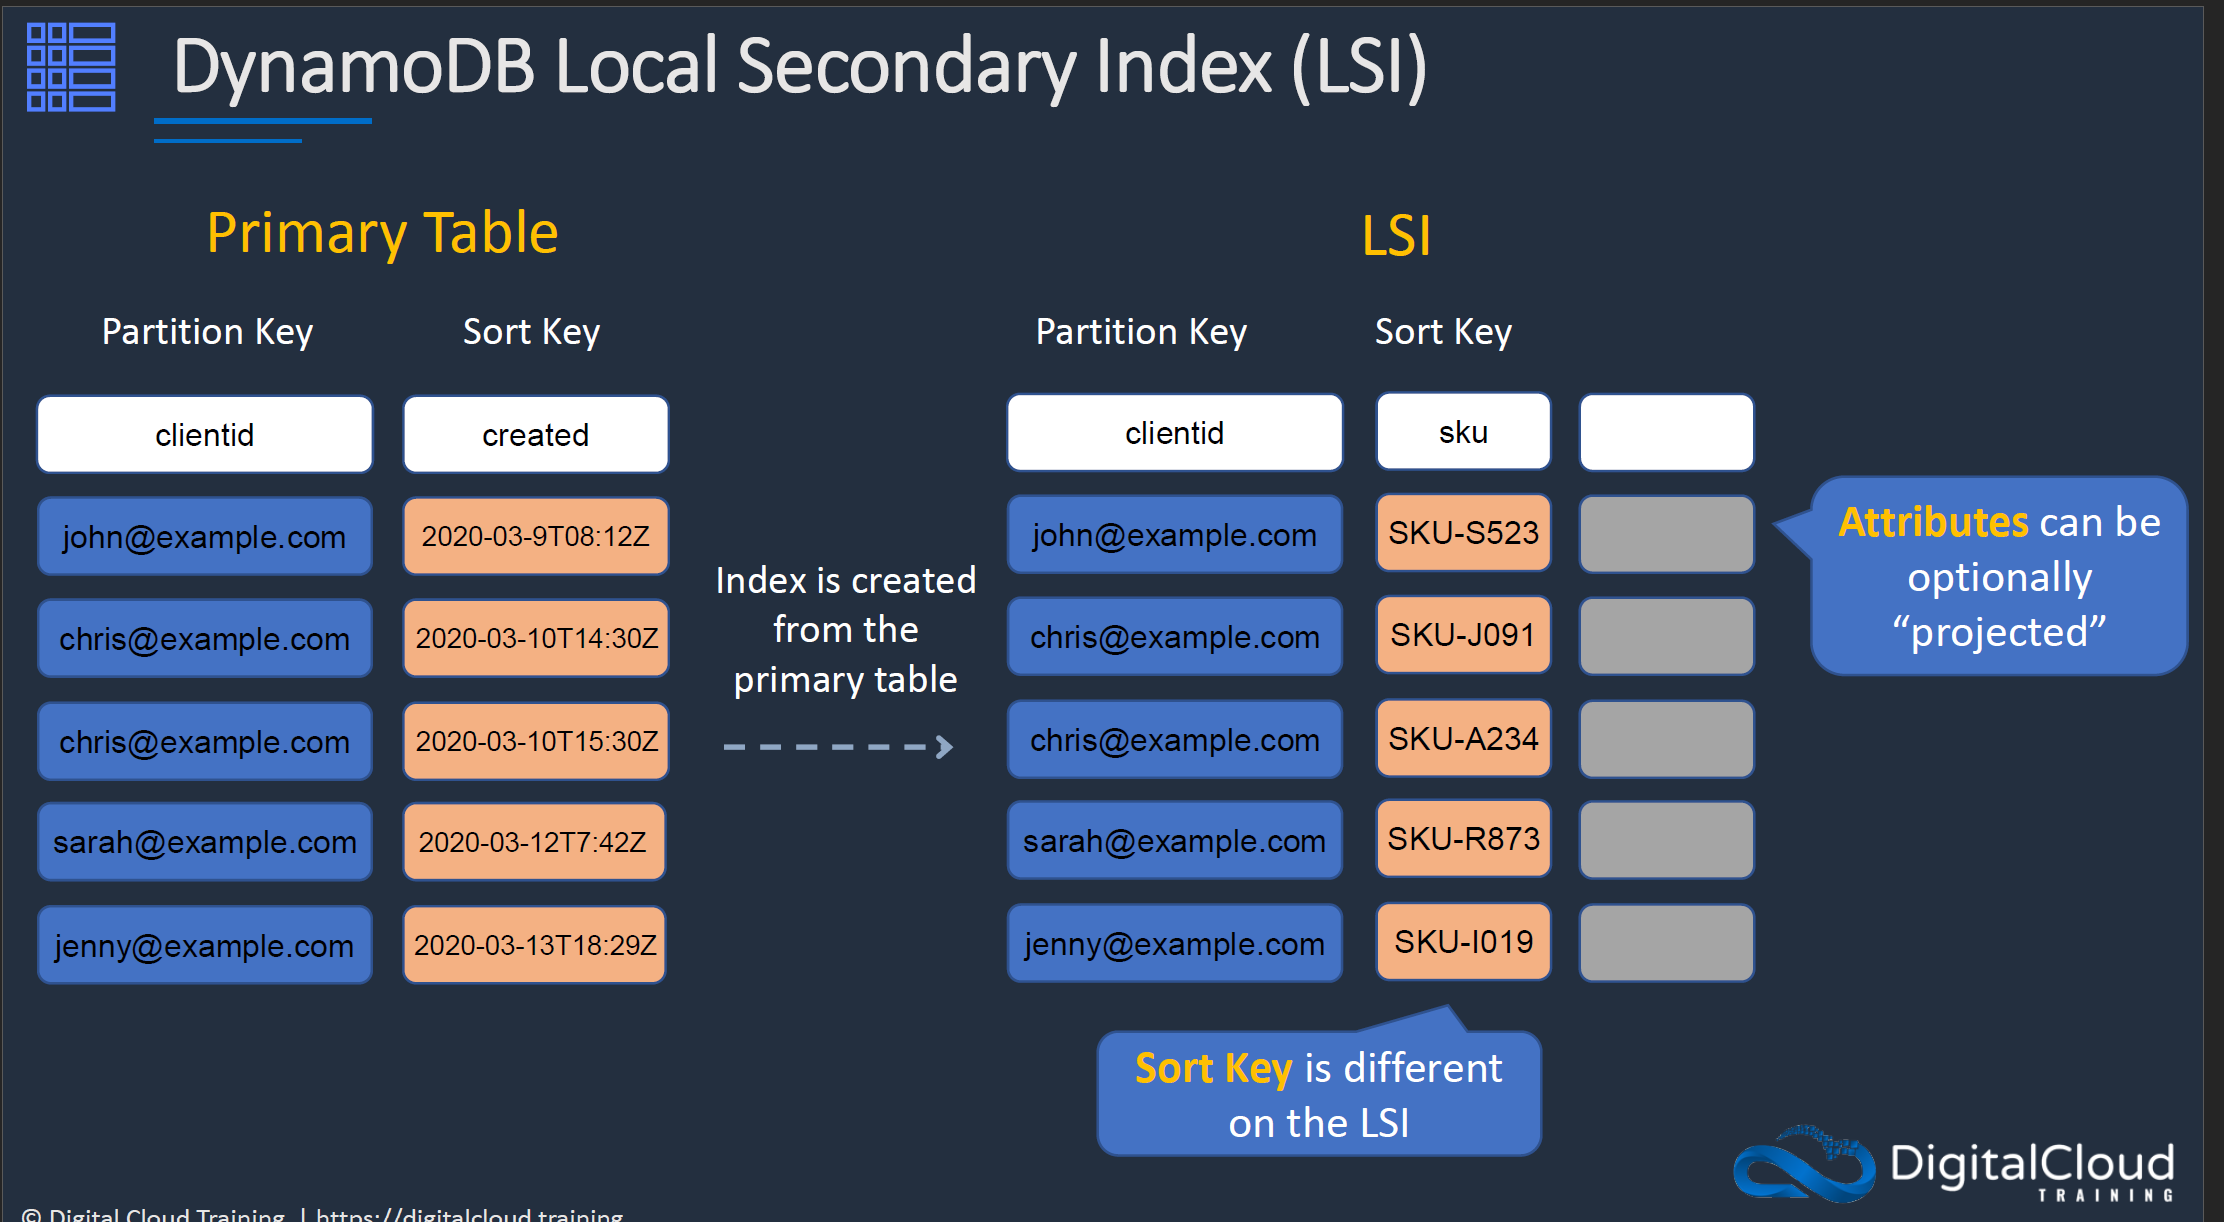 DynamoDB Local Secondary Index (LSI)
Primary Table
Partition Key Sort Key
clientid created
john@example.com 2020-03-9T08:12Z
chris@example.com 2020-03-10T14:30Z
chris@example.com 2020-03-10T15:30Z
sarah@example.com 2020-03-12T7:42Z
jenny@example.com 2020-03-13T18:29Z
Index is created
from the
primary table
LSI
Partition Key Sort Key
clientid sku
john@example.com SKU-S523
chris@example.com SKU-J091
chris@example.com SKU-A234
sarah@example.com SKU-R873
jenny@example.com SKU-I019
Attributes can be
optionally
“projected”
Sort Key is different
on the LSI
DigitalCloud
TRAINING
© Digital Cloud Training | https://digitalcloud.training